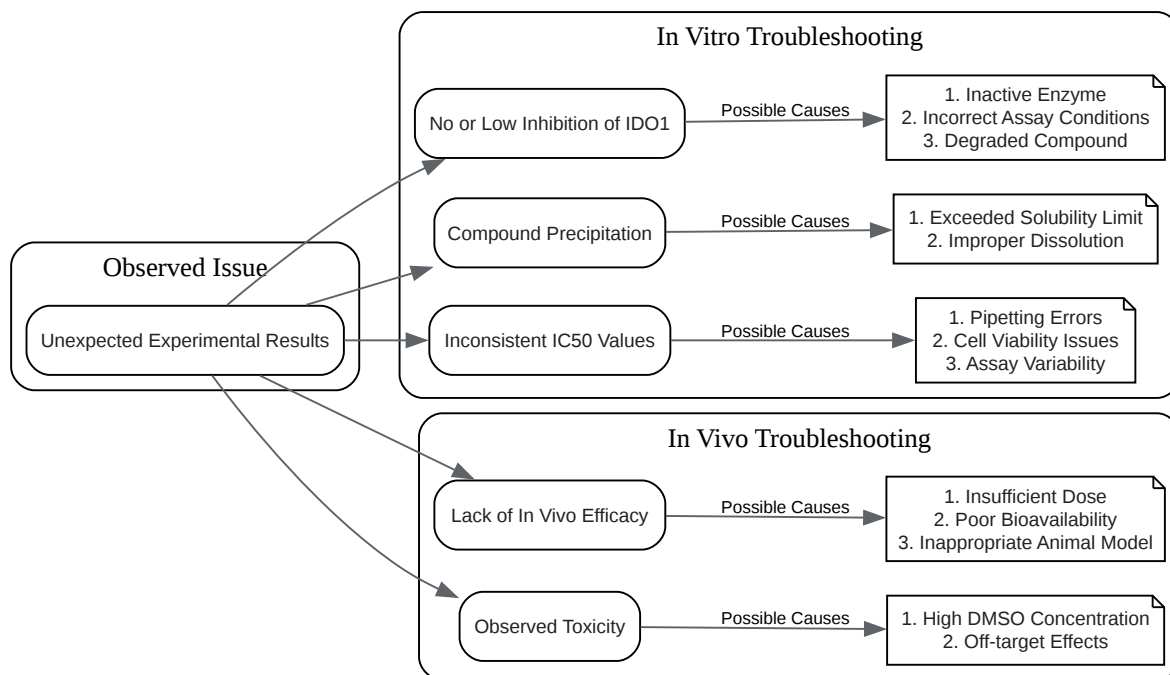 In Vitro Troubleshooting
No or Low Inhibition of IDO1
Possible Causes
1. Inactive Enzyme
2. Incorrect Assay Conditions
3. Degraded Compound
Compound Precipitation
Possible Causes
1. Exceeded Solubility Limit
2. Improper Dissolution
Observed Issue
Unexpected Experimental Results
Inconsistent IC50 Values
Possible Causes
1. Pipetting Errors
2. Cell Viability Issues
3. Assay Variability
In Vivo Troubleshooting
Lack of In Vivo Efficacy
Possible Causes
1. Insufficient Dose
2. Poor Bioavailability
3. Inappropriate Animal Model
Observed Toxicity
Possible Causes
1. High DMSO Concentration
2. Off-target Effects